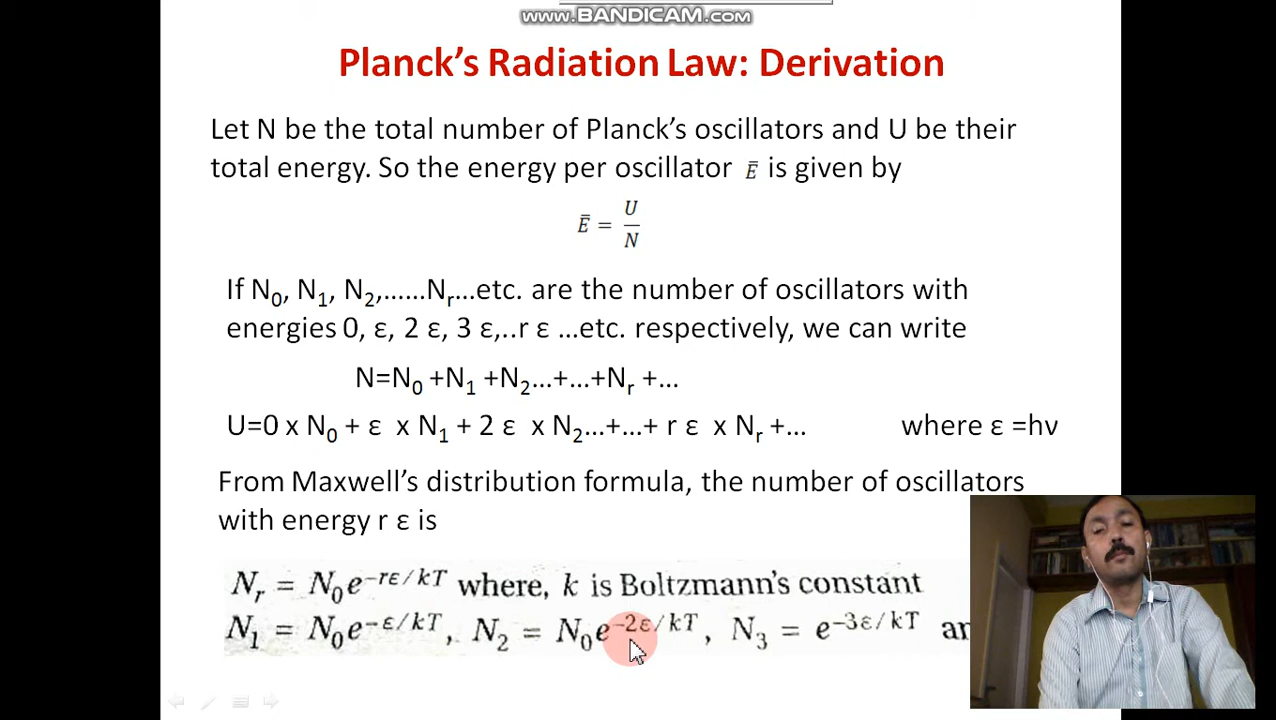 www.BANDICAM.com
Planck’s Radiation Law: Derivation
Let N be the total number of Planck’s oscillators and U be their
total energy. So the energy per oscillator Ē is given by
Ē = U/N
If N₀, N₁, N₂,......Nᵣ...etc. are the number of oscillators with
energies 0, ε, 2 ε, 3 ε,..r ε ...etc. respectively, we can write
N=N₀ +N₁ +N₂...+...+Nᵣ +...
U=0 x N₀ + ε x N₁ + 2 ε x N₂...+...+ r ε x Nᵣ +... where ε =hν
From Maxwell’s distribution formula, the number of oscillators
with energy r ε is
Nᵣ = N₀e^(−rε/kT) where, k is Boltzmann’s constant
N₁ = N₀e^(−ε/kT), N₂ = N₀e^(−2ε/kT), N₃ = e^(−3ε/kT)